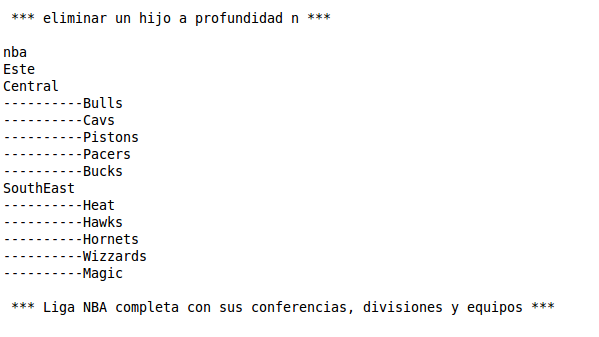 *** eliminar un hijo a profundidad n ***
nba
Este
Central
----------Bulls
----------Cavs
----------Pistons
----------Pacers
----------Bucks
SouthEast
----------Heat
----------Hawks
----------Hornets
----------Wizzards
----------Magic
*** Liga NBA completa con sus conferencias, divisiones y equipos ***